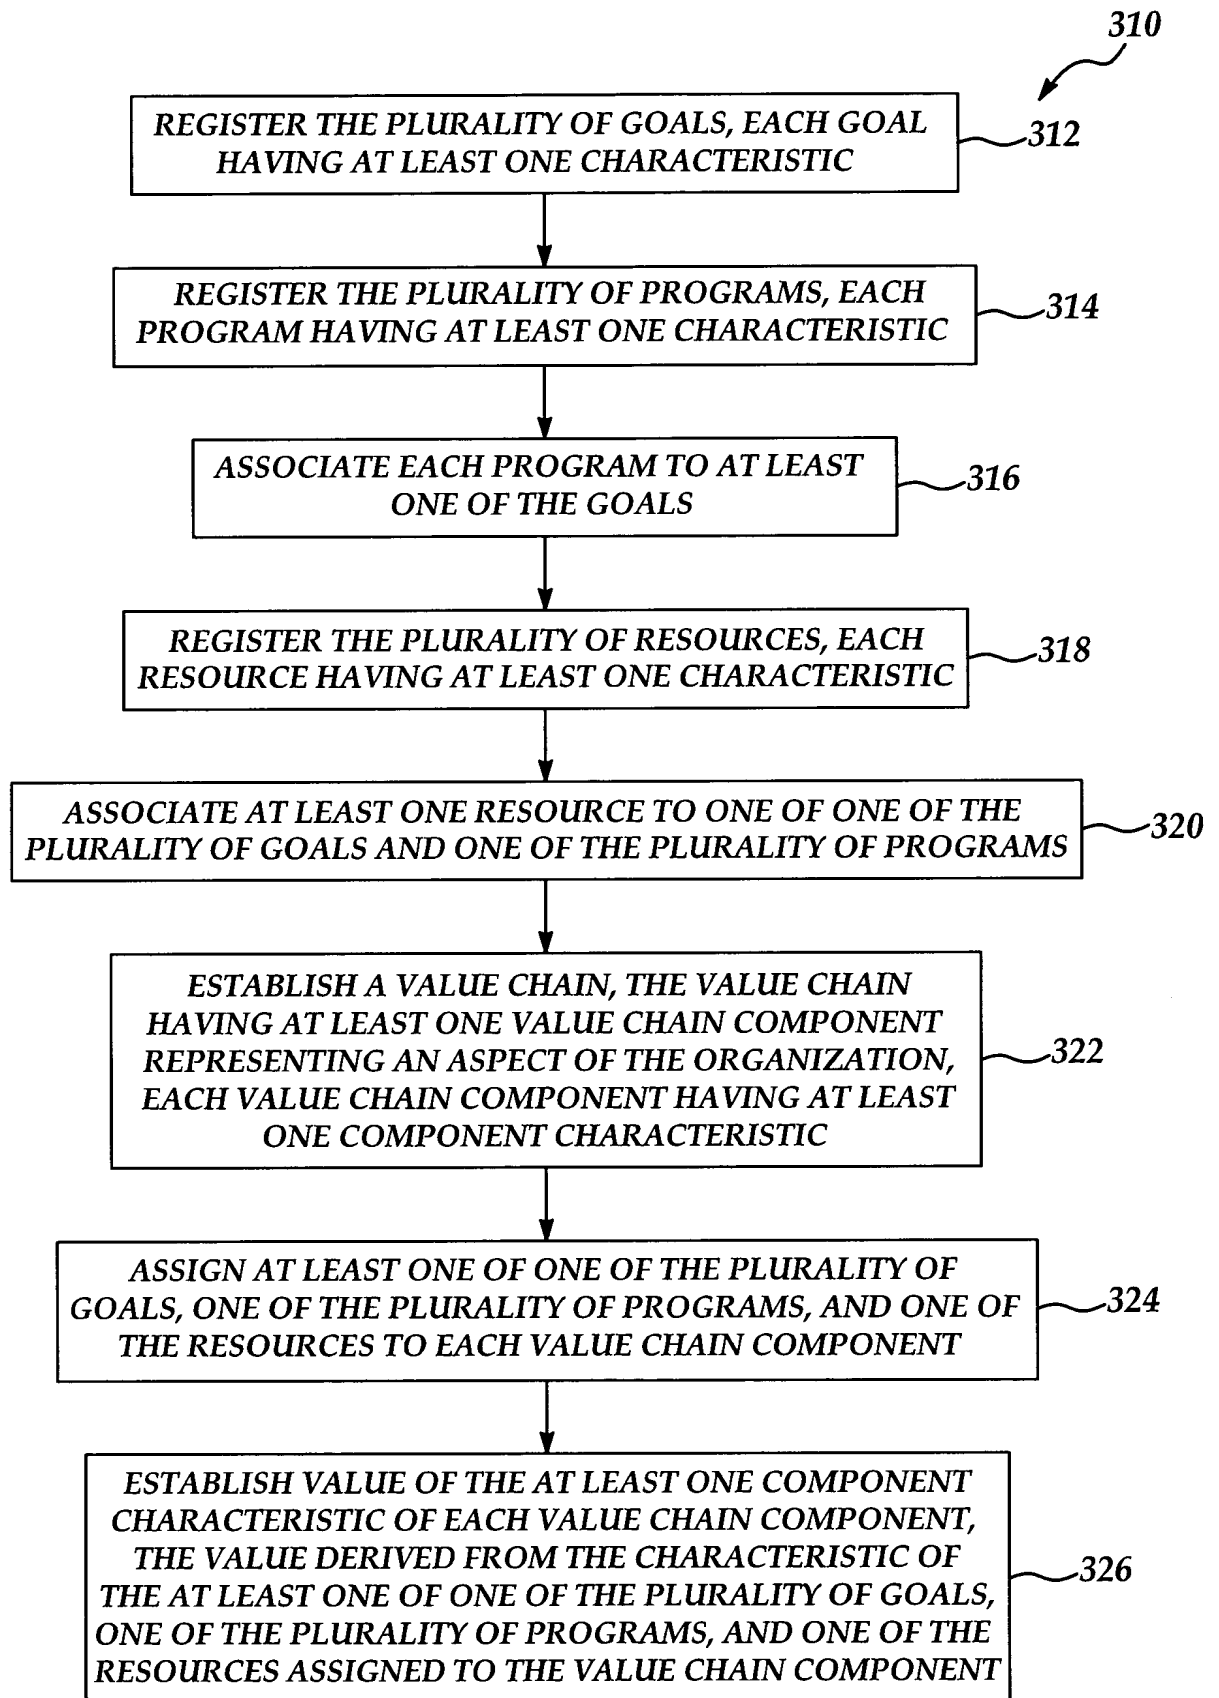 310
REGISTER THE PLURALITY OF GOALS, EACH GOAL
HAVING AT LEAST ONE CHARACTERISTIC
312
REGISTER THE PLURALITY OF PROGRAMS, EACH
PROGRAM HAVING AT LEAST ONE CHARACTERISTIC
314
ASSOCIATE EACH PROGRAM TO AT LEAST
ONE OF THE GOALS
316
REGISTER THE PLURALITY OF RESOURCES, EACH
RESOURCE HAVING AT LEAST ONE CHARACTERISTIC
318
ASSOCIATE AT LEAST ONE RESOURCE TO ONE OF ONE OF THE
PLURALITY OF GOALS AND ONE OF THE PLURALITY OF PROGRAMS
320
ESTABLISH A VALUE CHAIN, THE VALUE CHAIN
HAVING AT LEAST ONE VALUE CHAIN COMPONENT
REPRESENTING AN ASPECT OF THE ORGANIZATION,
EACH VALUE CHAIN COMPONENT HAVING AT LEAST
ONE COMPONENT CHARACTERISTIC
322
ASSIGN AT LEAST ONE OF ONE OF THE PLURALITY OF
GOALS, ONE OF THE PLURALITY OF PROGRAMS, AND ONE OF
THE RESOURCES TO EACH VALUE CHAIN COMPONENT
324
ESTABLISH VALUE OF THE AT LEAST ONE COMPONENT
CHARACTERISTIC OF EACH VALUE CHAIN COMPONENT,
THE VALUE DERIVED FROM THE CHARACTERISTIC OF
THE AT LEAST ONE OF ONE OF THE PLURALITY OF GOALS,
ONE OF THE PLURALITY OF PROGRAMS, AND ONE OF THE
RESOURCES ASSIGNED TO THE VALUE CHAIN COMPONENT
326